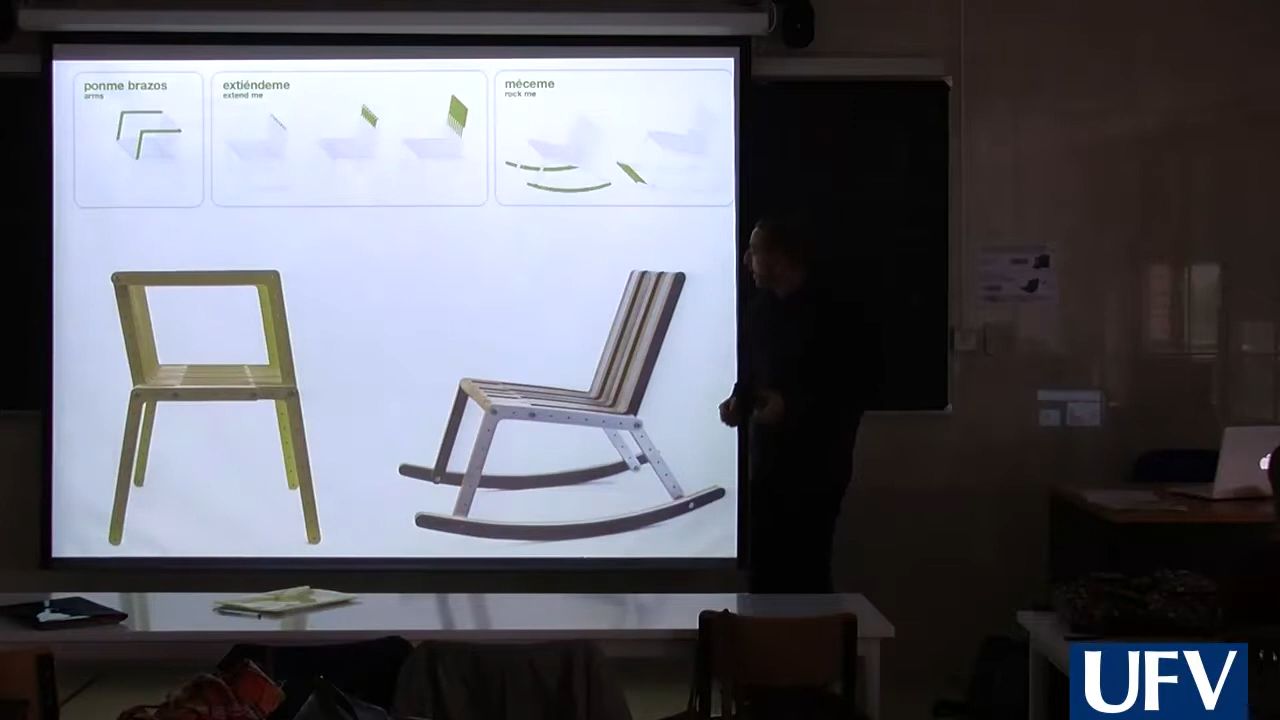 ponme brazos
arms
extiéndeme
extend me
méceme
rock me
UFV